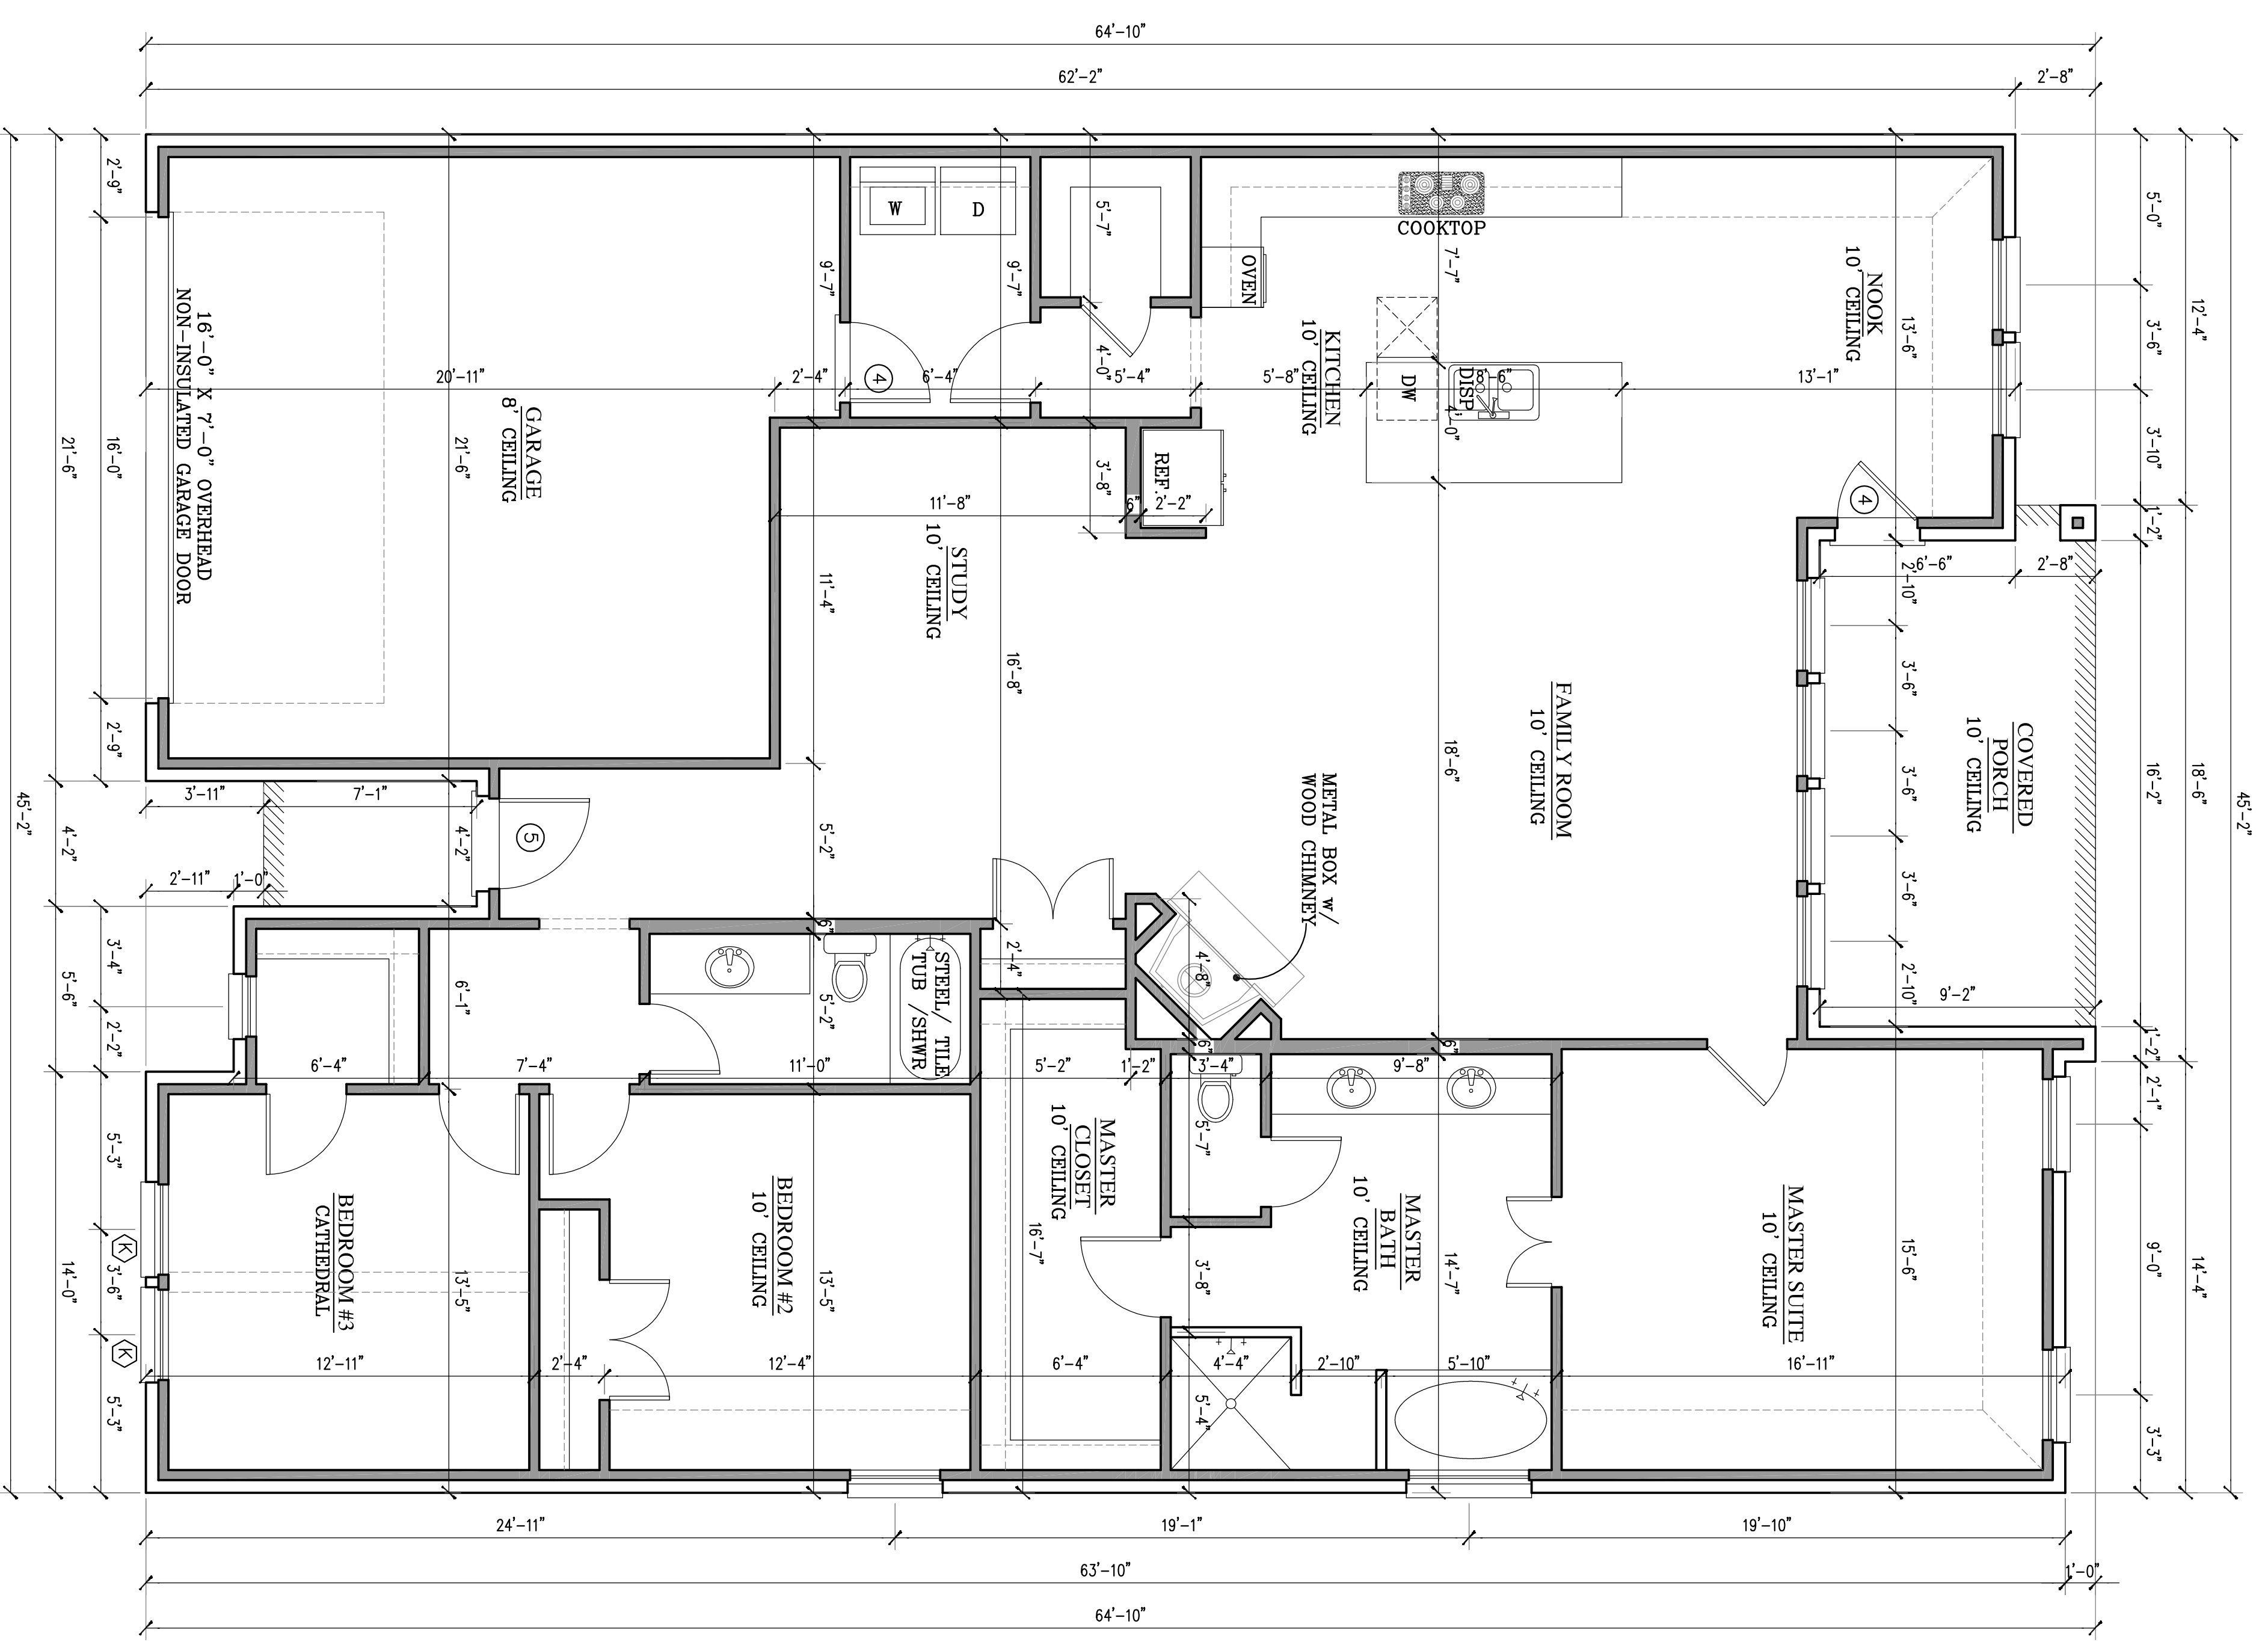 64'-10"
62'-2"
2'-8"
45'-2"
21'-6"
4'-2"
5'-6"
14'-0"
2'-9"
16'-0"
2'-9"
3'-4"
2'-2"
5'-3"
3'-6"
5'-3"
K
K
5'-0"
3'-6"
3'-10"
1'-2"
16'-2"
1'-2"
2'-1"
9'-0"
3'-3"
12'-4"
18'-6"
14'-4"
45'-2"
16'-0" X 7'-0" OVERHEAD
NON-INSULATED GARAGE DOOR
GARAGE
8' CEILING
21'-6"
20'-11"
2'-4"
6'-4"
5'-4"
5'-8"
8'-6"
13'-1"
W
D
9'-7"
9'-7"
5'-7"
4'-0"
4
OVEN
COOKTOP
7'-7"
KITCHEN
10' CEILING
DW
DISP
4'-0"
NOOK
10' CEILING
13'-6"
4
REF.
3'-8"
11'-8"
6"
2'-2"
STUDY
10' CEILING
11'-4"
16'-8"
5'-2"
FAMILY ROOM
10' CEILING
18'-6"
METAL BOX w/
WOOD CHIMNEY
4'-8"
COVERED
PORCH
10' CEILING
6'-6"
2'-8"
2'-10"
3'-6"
3'-6"
3'-6"
2'-10"
9'-2"
3'-11"
7'-1"
4'-2"
5
2'-11"
1'-0"
6'-1"
6"
5'-2"
STEEL/ TILE
TUB /SHWR
2'-4"
6'-4"
7'-4"
11'-0"
5'-2"
1'-2"
3'-4"
9'-8"
6"
6"
5'-7"
MASTER
CLOSET
10' CEILING
16'-7"
MASTER
BATH
10' CEILING
14'-7"
3'-8"
5'-4"
MASTER SUITE
10' CEILING
15'-6"
BEDROOM #3
CATHEDRAL
13'-5"
BEDROOM #2
10' CEILING
13'-5"
12'-11"
2'-4"
12'-4"
6'-4"
4'-4"
2'-10"
5'-10"
16'-11"
24'-11"
19'-1"
19'-10"
63'-10"
1'-0"
64'-10"